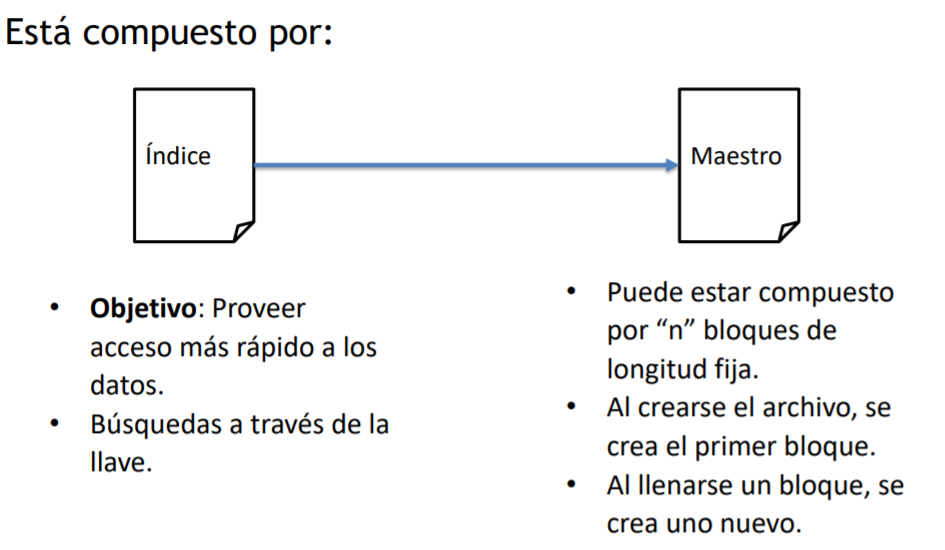 Está compuesto por:
Índice
Maestro
• Objetivo: Proveer
acceso más rápido a los
datos.
• Búsquedas a través de la
llave.
• Puede estar compuesto
por “n” bloques de
longitud fija.
• Al crearse el archivo, se
crea el primer bloque.
• Al llenarse un bloque, se
crea uno nuevo.